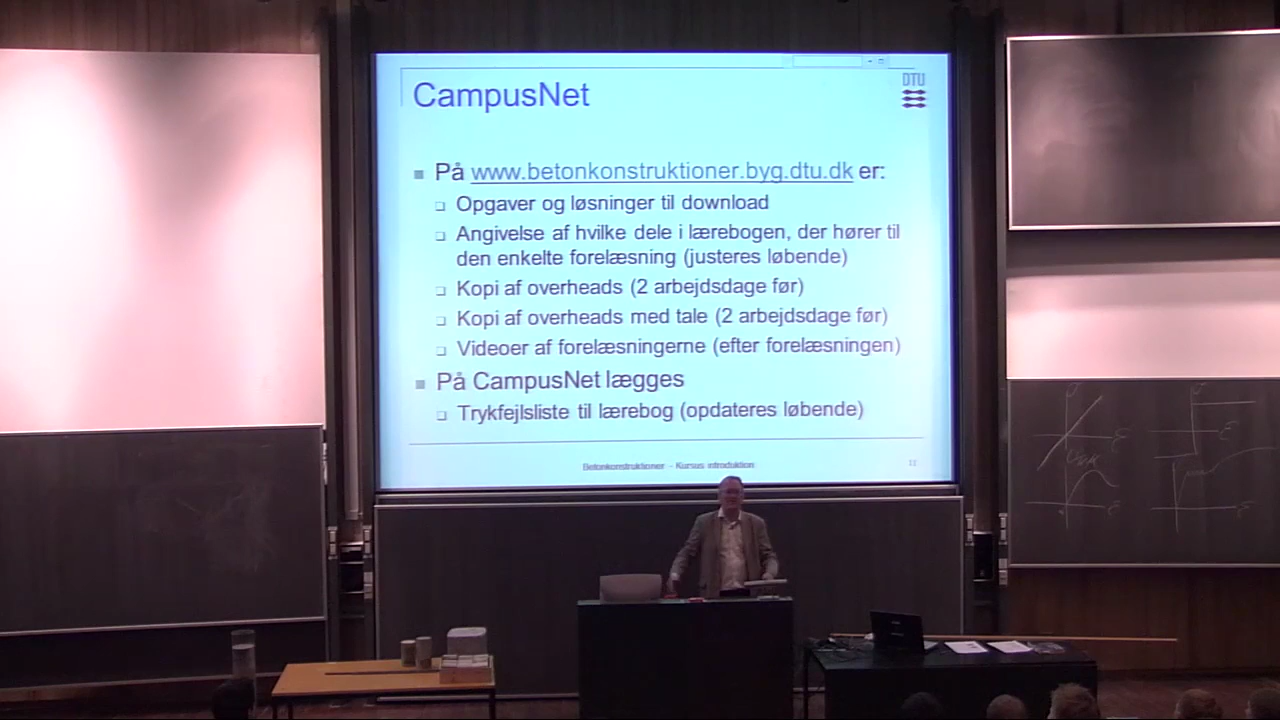 DTU
CampusNet
På www.betonkonstruktioner.byg.dtu.dk er:
Opgaver og løsninger til download
Angivelse af hvilke dele i lærebogen, der hører til
den enkelte forelæsning (justeres løbende)
Kopi af overheads (2 arbejdsdage før)
Kopi af overheads med tale (2 arbejdsdage før)
Videoer af forelæsningerne (efter forelæsningen)
På CampusNet lægges
Trykfejlsliste til lærebog (opdateres løbende)
Betonkonstruktioner - Kursus introduktion